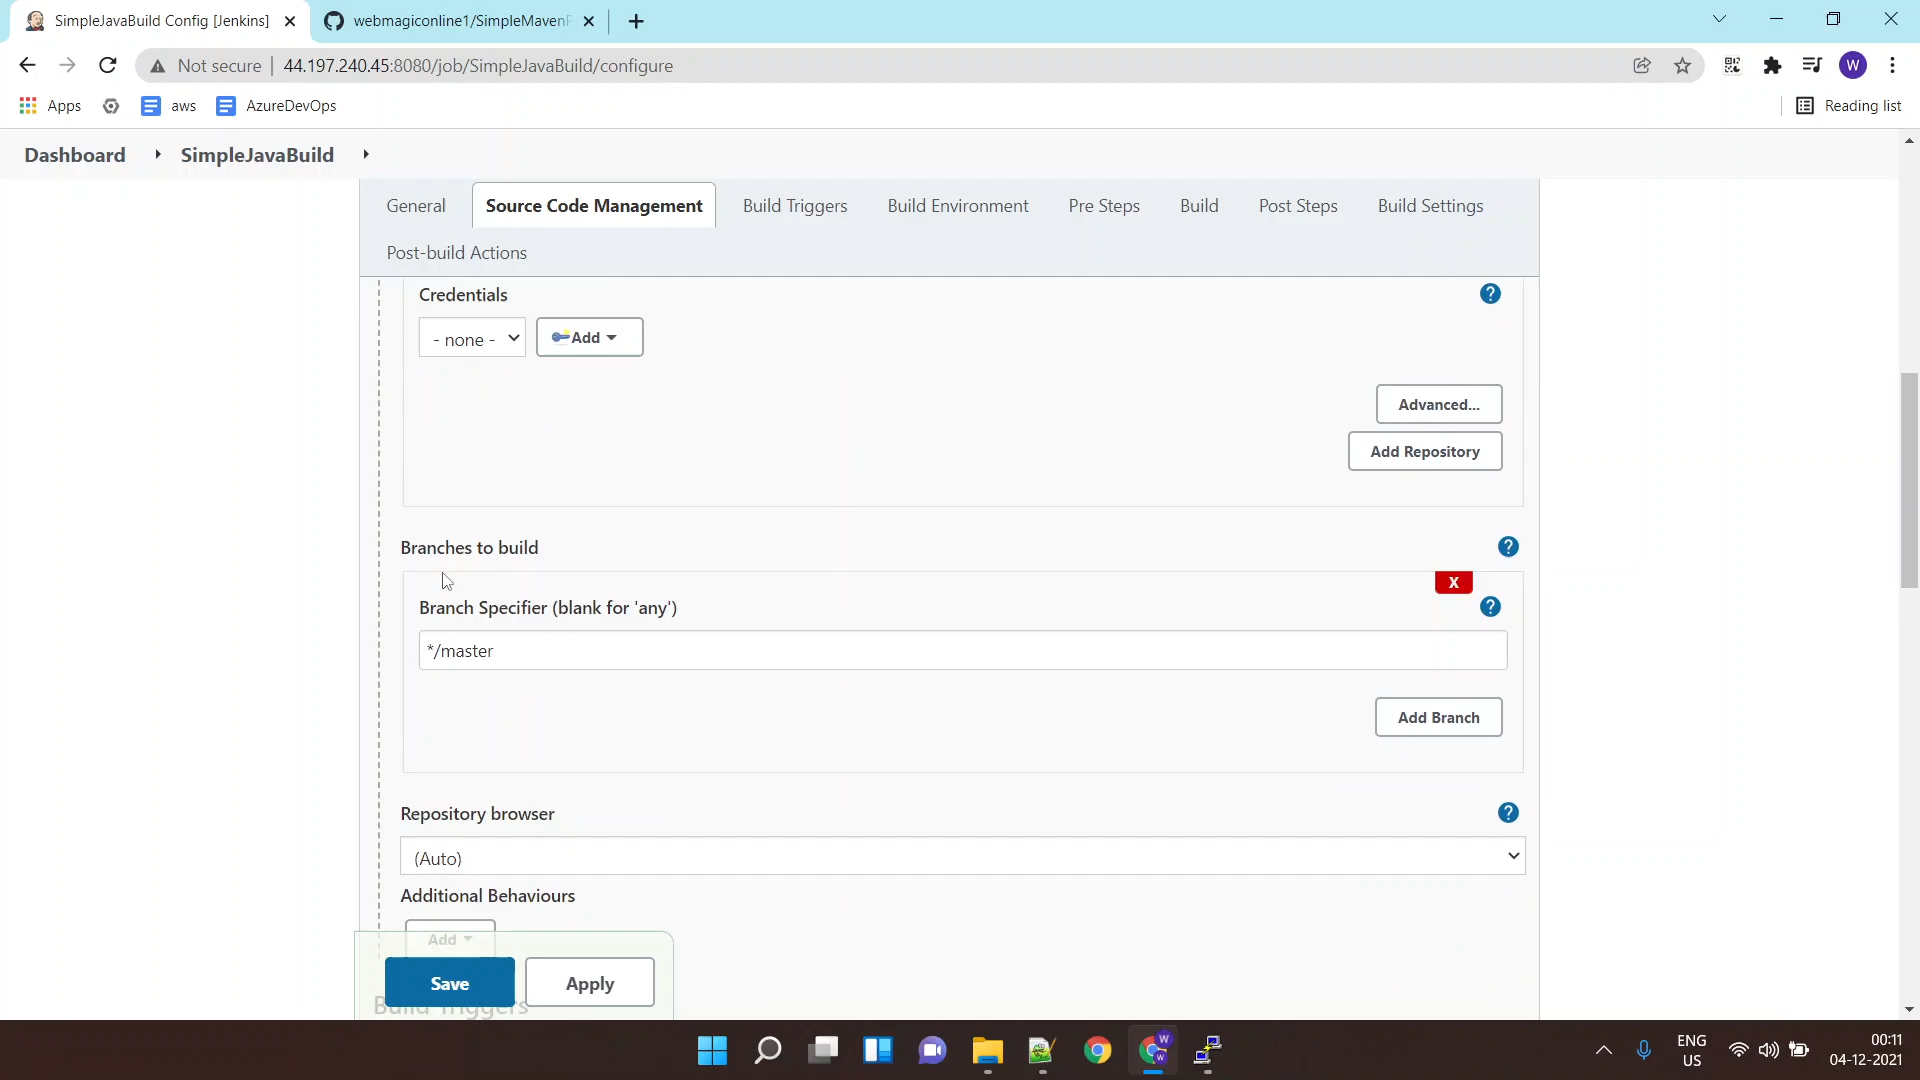 SimpleJavaBuild Config [Jenkins]
webmagiconline1/SimpleMavenP
Not secure
44.197.240.45:8080/job/SimpleJavaBuild/configure
W
Apps
aws
AzureDevOps
Reading list
Dashboard
SimpleJavaBuild
General
Source Code Management
Build Triggers
Build Environment
Pre Steps
Build
Post Steps
Build Settings
Post-build Actions
Credentials
?
- none -
Add
Advanced...
Add Repository
Branches to build
?
X
Branch Specifier (blank for 'any')
?
*/master
Add Branch
Repository browser
?
(Auto)
Additional Behaviours
Add
Save
Apply
Build Triggers
W
W
ENG
US
00:11
04-12-2021